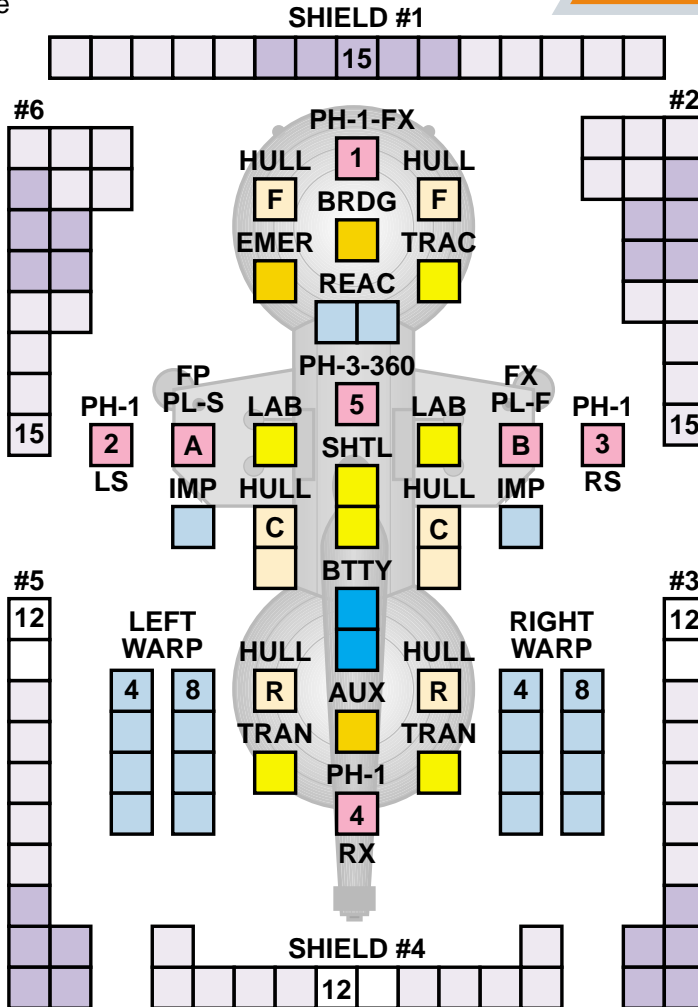 e
SHIELD #1
15
#6
#2
PH-1-FX
HULL 1 HULL
F BRDG F
EMER TRAC
REAC
PH-3-360
FP FX
PL-S PL-F
PH-1 LAB 5 LAB PH-1
15 2 A B 3 15
LS SHTL RS
IMP HULL HULL IMP
C C
BTTY
#5 #3
12 12
LEFT RIGHT
WARP WARP
HULL HULL
4 8 R AUX R 4 8
TRAN TRAN
PH-1
4
RX
SHIELD #4
12